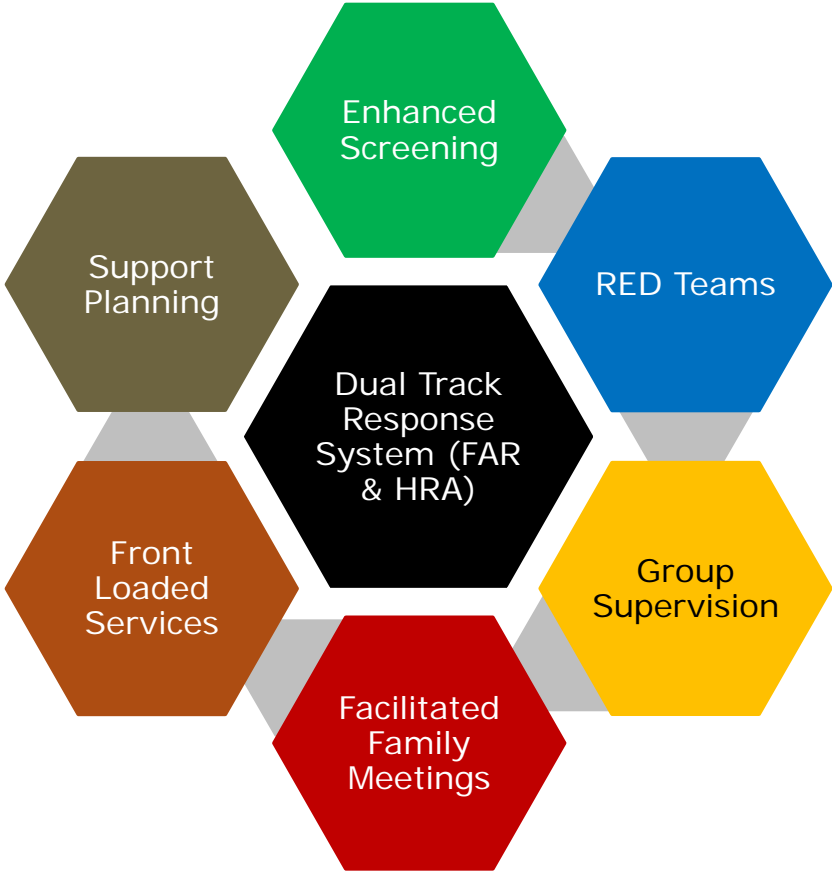 Enhanced
Screening
RED Teams
Group
Supervision
Facilitated
Family
Meetings
Front
Loaded
Services
Support
Planning
Dual Track
Response
System (FAR
& HRA)